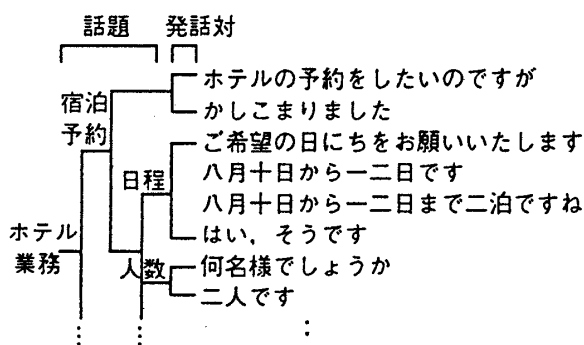 話題 発話対
ホテルの予約をしたいのですが
宿泊
予約
かしこまりました
ご希望の日にちをお願いいたします
日程
八月十日から一二日です
八月十日から一二日まで二泊ですね
はい，そうです
ホテル
業務
人数
何名様でしょうか
二人です